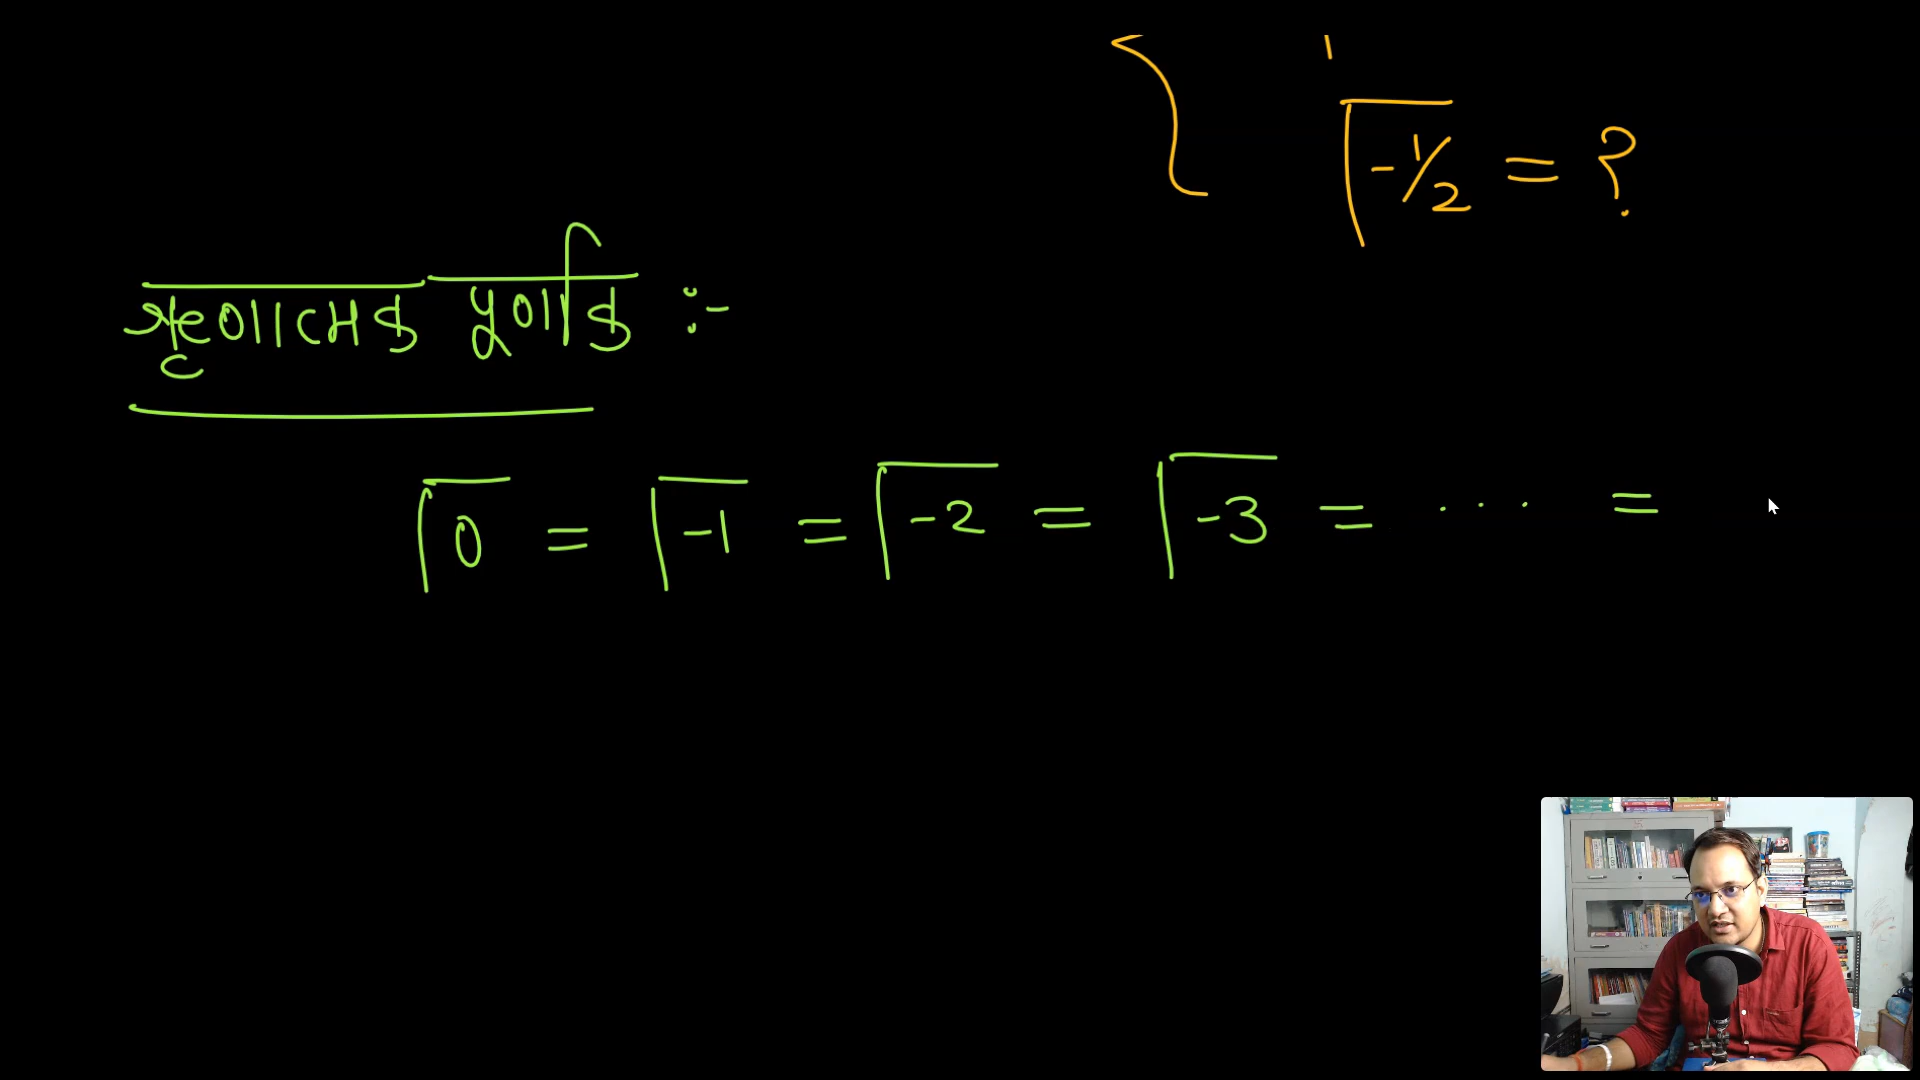 √-1/2 = ?
ऋणात्मक पूर्णांक :-
Γ0 = Γ-1 = Γ-2 = Γ-3 = ... =